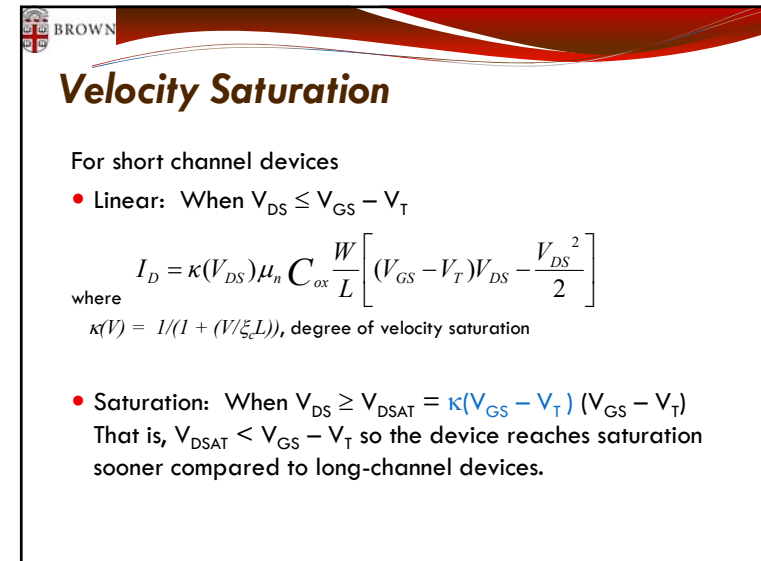 BROWN
Velocity Saturation
For short channel devices
• Linear: When V_DS ≤ V_GS – V_T
I_D = κ(V_DS)μ_n C_ox W/L [(V_GS – V_T)V_DS – V_DS²/2]
where
κ(V) = 1/(1 + (V/ξ_cL)), degree of velocity saturation
• Saturation: When V_DS ≥ V_DSAT = κ(V_GS – V_T) (V_GS – V_T)
That is, V_DSAT < V_GS – V_T so the device reaches saturation
sooner compared to long-channel devices.